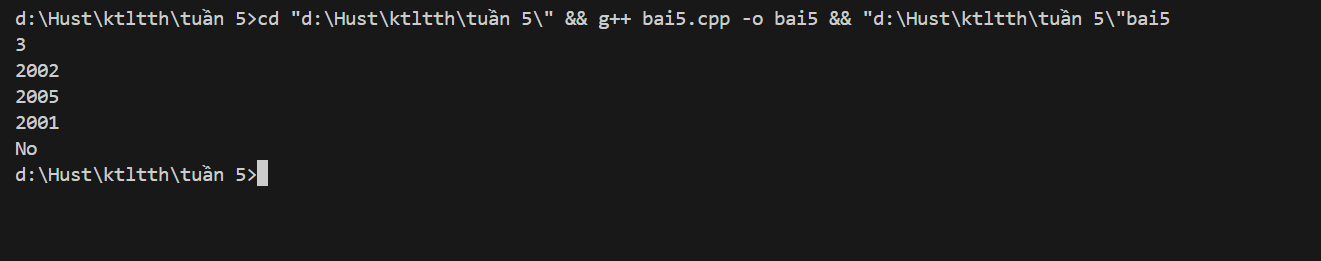 d:\Hust\ktltth\tuần 5>cd "d:\Hust\ktltth\tuần 5\" && g++ bai5.cpp -o bai5 && "d:\Hust\ktltth\tuần 5\"bai5
3
2002
2005
2001
No
d:\Hust\ktltth\tuần 5>